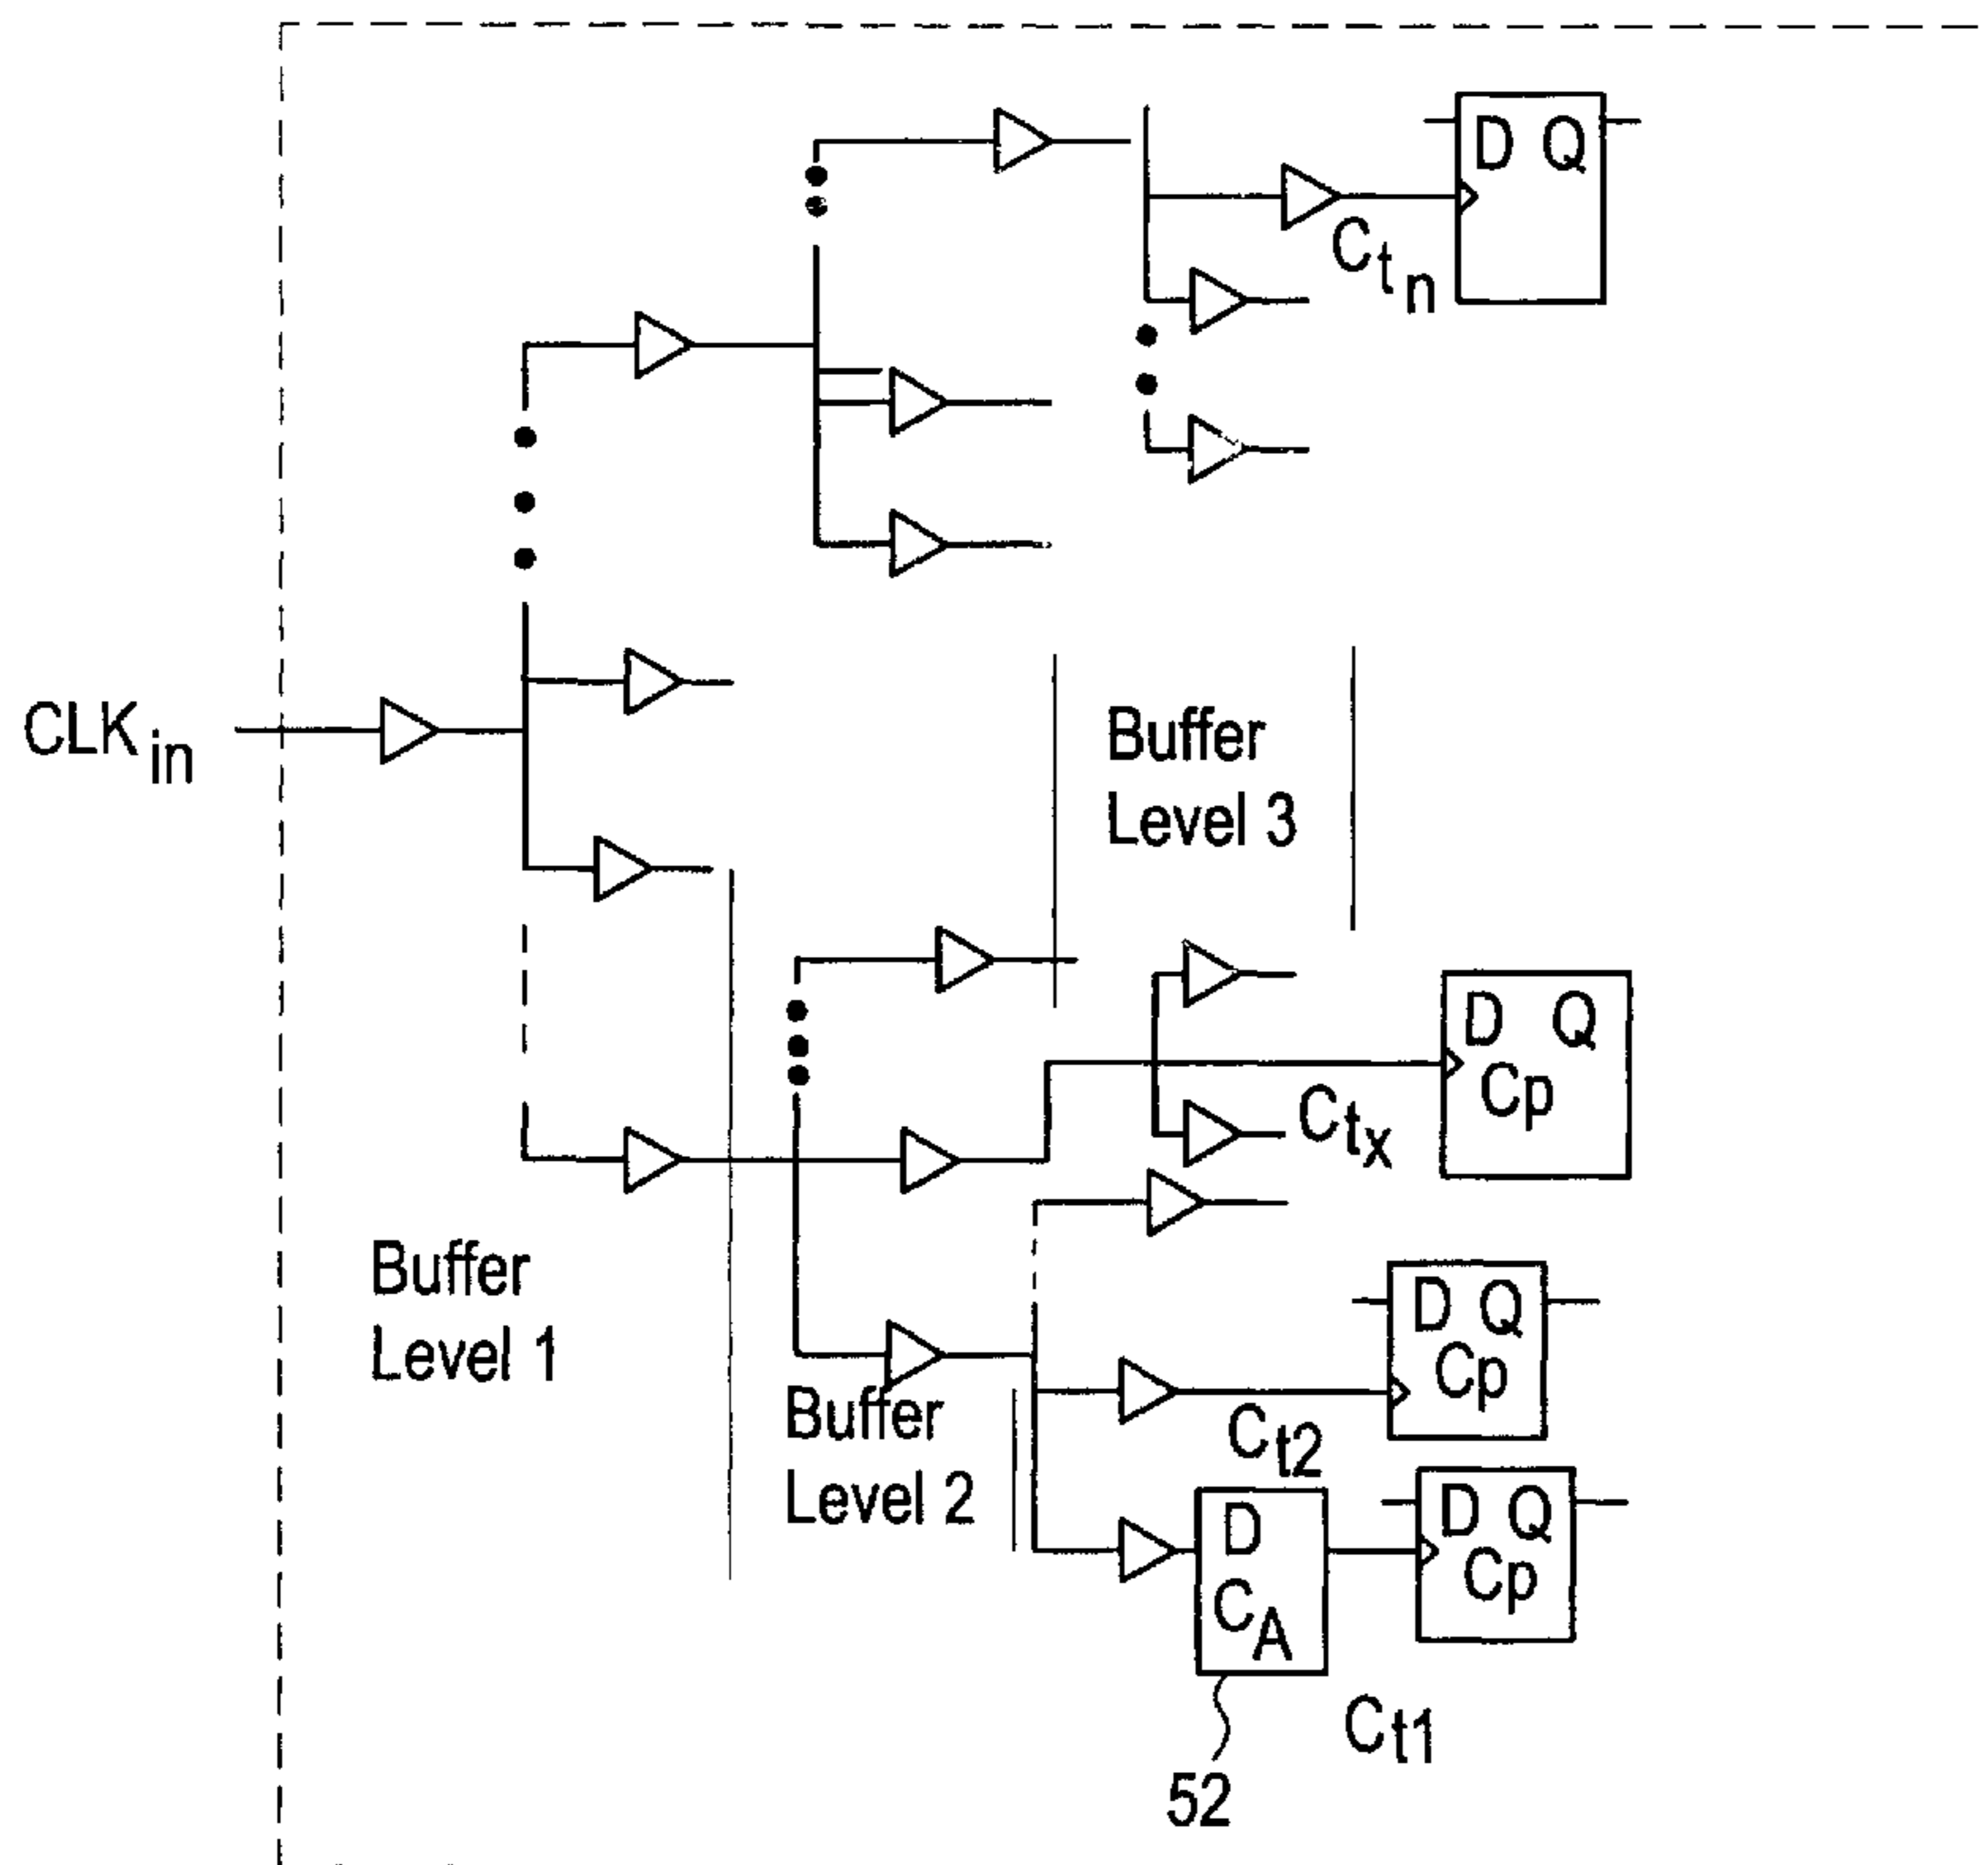 D Q
Ctn
CLKin
Buffer
Level 3
D Q
Cp
Ctx
Buffer
Level 1
D Q
Cp
Buffer
Level 2
Ct2
D Q
Cp
D
CA
Ct1
52